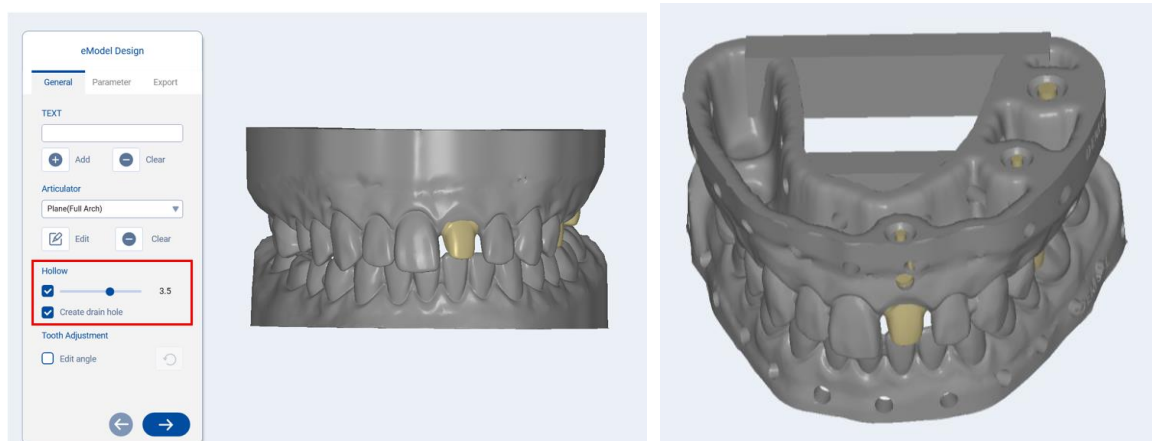 eModel Design
General Parameter Export
TEXT
Add Clear
Articulator
Plane(Full Arch)
Edit Clear
Hollow
3.5
Create drain hole
Tooth Adjustment
Edit angle